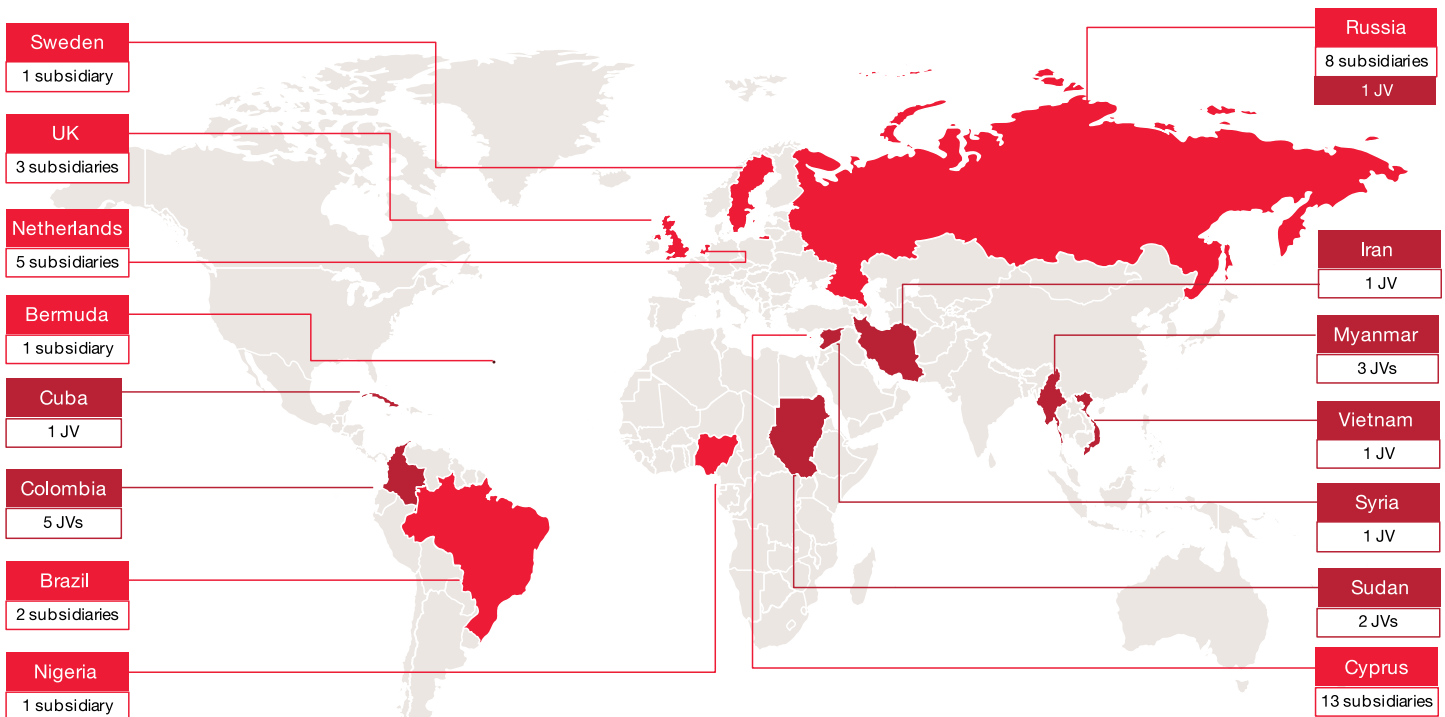 Sweden
1 subsidiary
UK
3 subsidiaries
Netherlands
5 subsidiaries
Bermuda
1 subsidiary
Cuba
1 JV
Colombia
5 JVs
Brazil
2 subsidiaries
Nigeria
1 subsidiary
Russia
8 subsidiaries
1 JV
Iran
1 JV
Myanmar
3 JVs
Vietnam
1 JV
Syria
1 JV
Sudan
2 JVs
Cyprus
13 subsidiaries